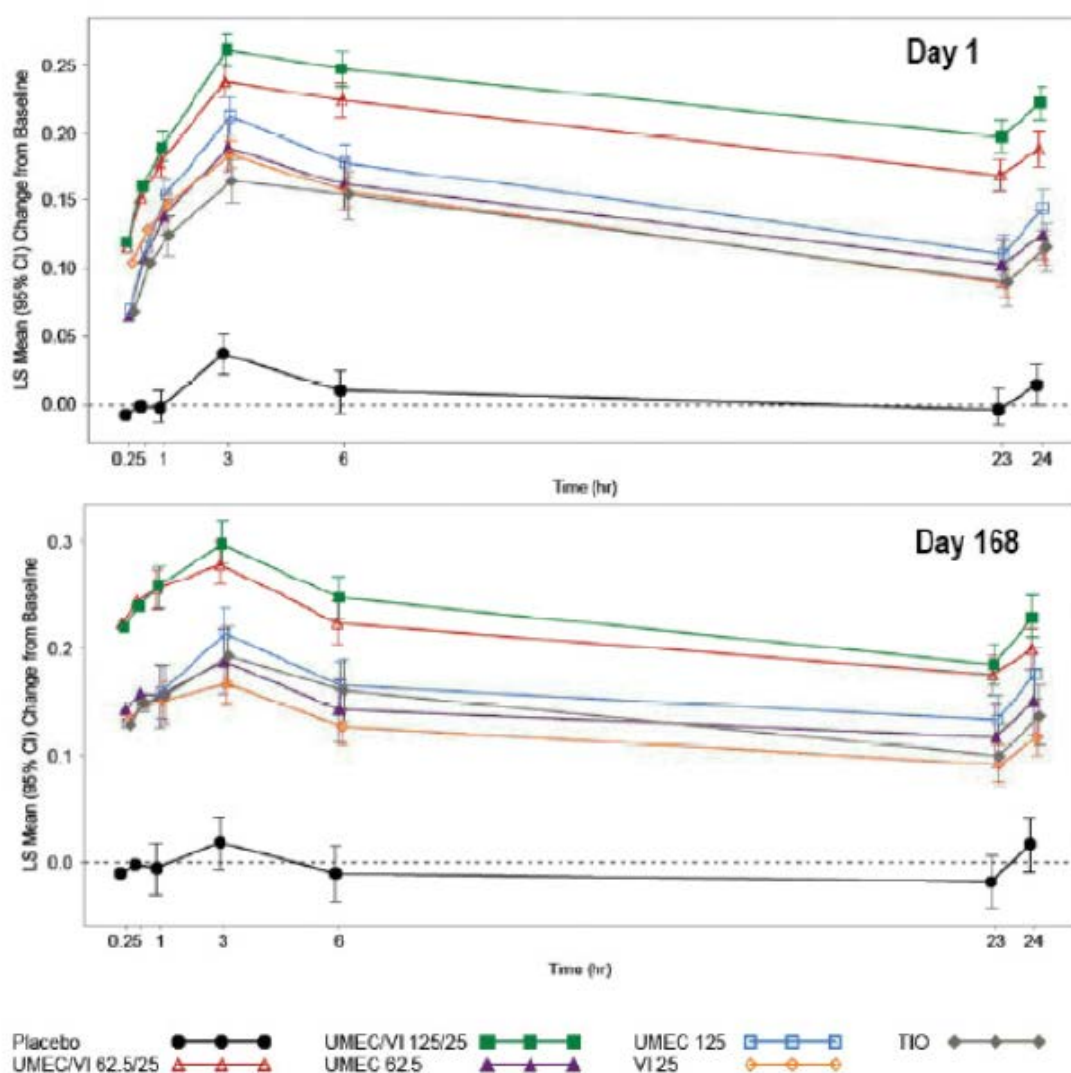 LS Mean (95% CI) Change from Baseline
Day 1
0.25
0.20
0.15
0.10
0.05
0.00
0.25 1 3 6 23 24
Time (hr)
LS Mean (95% CI) Change from Baseline
Day 168
0.3
0.2
0.1
0.0
0.25 1 3 6 23 24
Time (hr)
Placebo UMEC/VI 125/25 UMEC 125 TIO
UMEC/VI 62.5/25 UMEC 62.5 VI 25